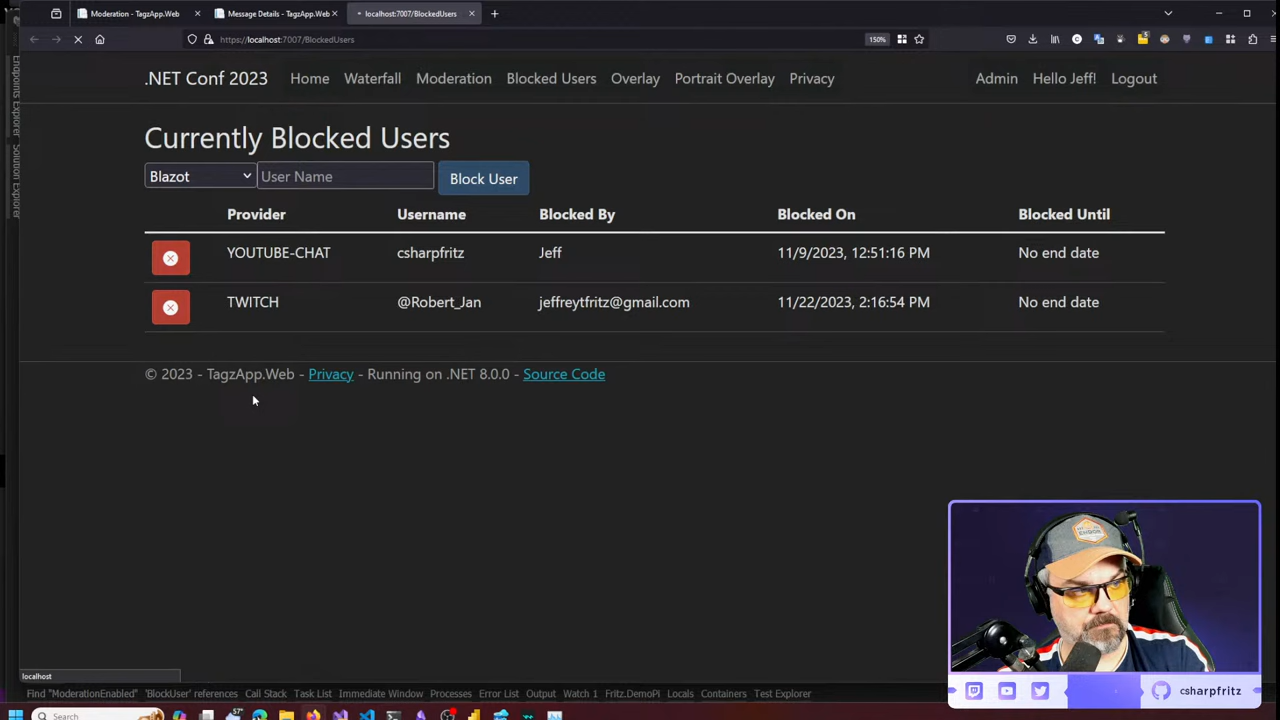 Moderation - TagzApp.Web
Message Details - TagzApp.Web
localhost:7007/BlockedUsers
https://localhost:7007/BlockedUsers
150%
.NET Conf 2023
Home
Waterfall
Moderation
Blocked Users
Overlay
Portrait Overlay
Privacy
Admin
Hello Jeff!
Logout
Endpoints Explorer
Solution Explorer
Currently Blocked Users
Blazot
User Name
Block User
Provider
Username
Blocked By
Blocked On
Blocked Until
YOUTUBE-CHAT
csharpfritz
Jeff
11/9/2023, 12:51:16 PM
No end date
TWITCH
@Robert_Jan
jeffreytfritz@gmail.com
11/22/2023, 2:16:54 PM
No end date
© 2023 - TagzApp.Web - Privacy - Running on .NET 8.0.0 - Source Code
localhost
Find "ModerationEnabled"
'BlockUser' references
Call Stack
Task List
Immediate Window
Processes
Error List
Output
Watch 1
Fritz.DemoPi
Locals
Containers
Test Explorer
csharpfritz
Search